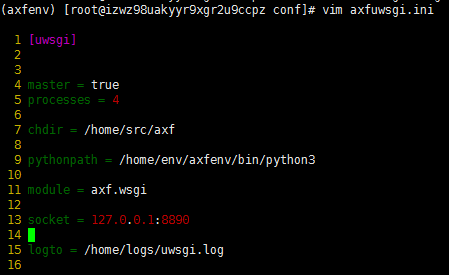 (axfenv) [root@izwz98uakyyr9xgr2u9ccpz conf]# vim axfuwsgi.ini
1 [uwsgi]
2
3
4 master = true
5 processes = 4
6
7 chdir = /home/src/axf
8
9 pythonpath = /home/env/axfenv/bin/python3
10
11 module = axf.wsgi
12
13 socket = 127.0.0.1:8890
14
15 logto = /home/logs/uwsgi.log
16